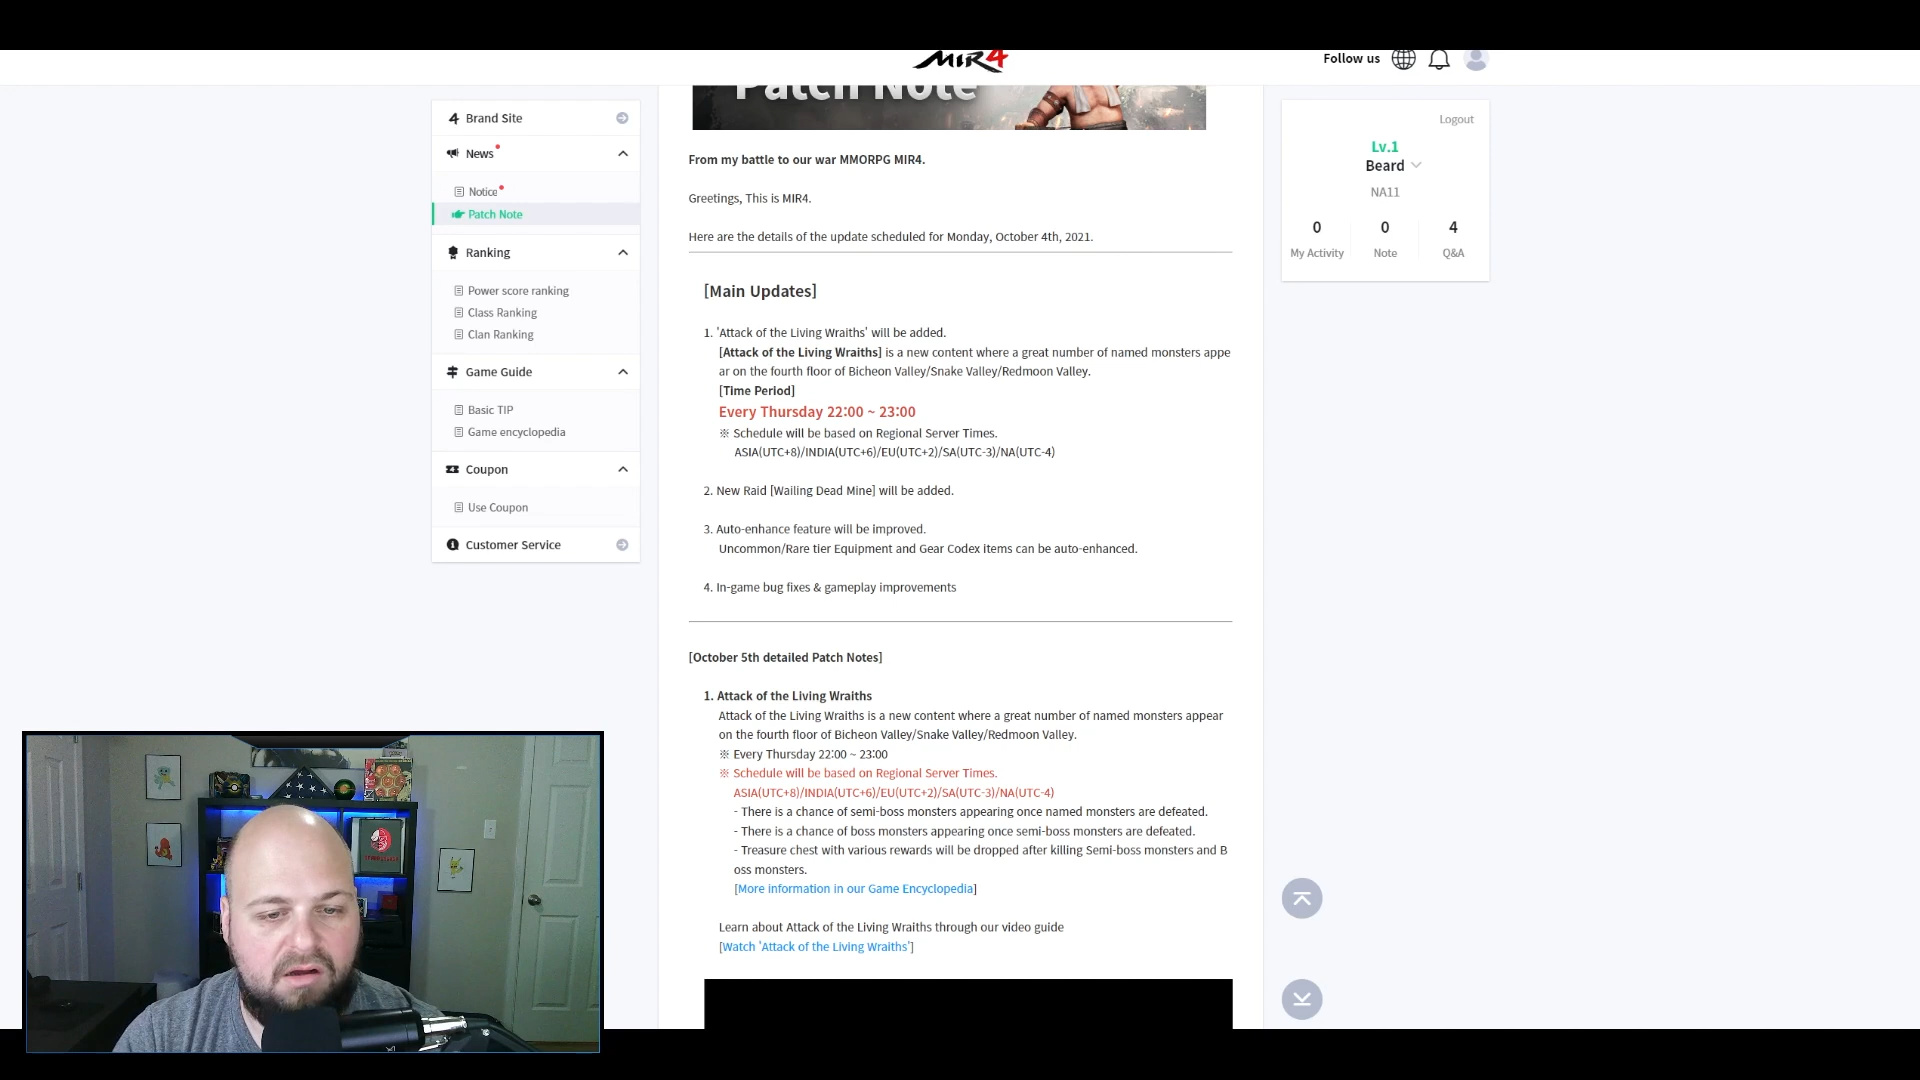 MIR4
Follow us
Patch Note
Brand Site
News
Notice
Patch Note
Ranking
Power score ranking
Class Ranking
Clan Ranking
Game Guide
Basic TIP
Game encyclopedia
Coupon
Use Coupon
Customer Service
From my battle to our war MMORPG MIR4.
Greetings, This is MIR4.
Here are the details of the update scheduled for Monday, October 4th, 2021.
[Main Updates]
1. 'Attack of the Living Wraiths' will be added.
[Attack of the Living Wraiths] is a new content where a great number of named monsters appe
ar on the fourth floor of Bicheon Valley/Snake Valley/Redmoon Valley.
[Time Period]
Every Thursday 22:00 ~ 23:00
※ Schedule will be based on Regional Server Times.
ASIA(UTC+8)/INDIA(UTC+6)/EU(UTC+2)/SA(UTC-3)/NA(UTC-4)
2. New Raid [Wailing Dead Mine] will be added.
3. Auto-enhance feature will be improved.
Uncommon/Rare tier Equipment and Gear Codex items can be auto-enhanced.
4. In-game bug fixes & gameplay improvements
[October 5th detailed Patch Notes]
1. Attack of the Living Wraiths
Attack of the Living Wraiths is a new content where a great number of named monsters appear
on the fourth floor of Bicheon Valley/Snake Valley/Redmoon Valley.
※ Every Thursday 22:00 ~ 23:00
※ Schedule will be based on Regional Server Times.
ASIA(UTC+8)/INDIA(UTC+6)/EU(UTC+2)/SA(UTC-3)/NA(UTC-4)
- There is a chance of semi-boss monsters appearing once named monsters are defeated.
- There is a chance of boss monsters appearing once semi-boss monsters are defeated.
- Treasure chest with various rewards will be dropped after killing Semi-boss monsters and B
oss monsters.
[More information in our Game Encyclopedia]
Learn about Attack of the Living Wraiths through our video guide
[Watch 'Attack of the Living Wraiths']
Logout
Lv.1
Beard
NA11
0 0 4
My Activity Note Q&A